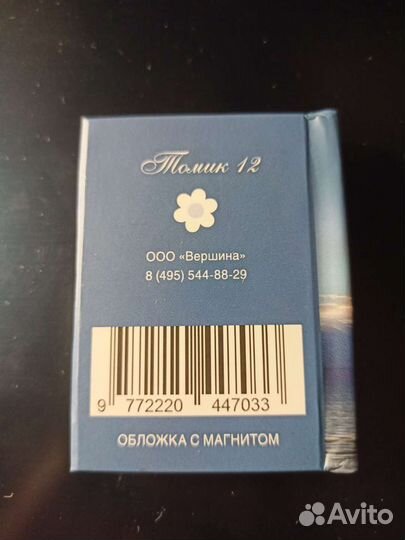 Томик 12
ООО «Вершина»
8 (495) 544-88-29
9 772220 447033
ОБЛОЖКА С МАГНИТОМ
Avito